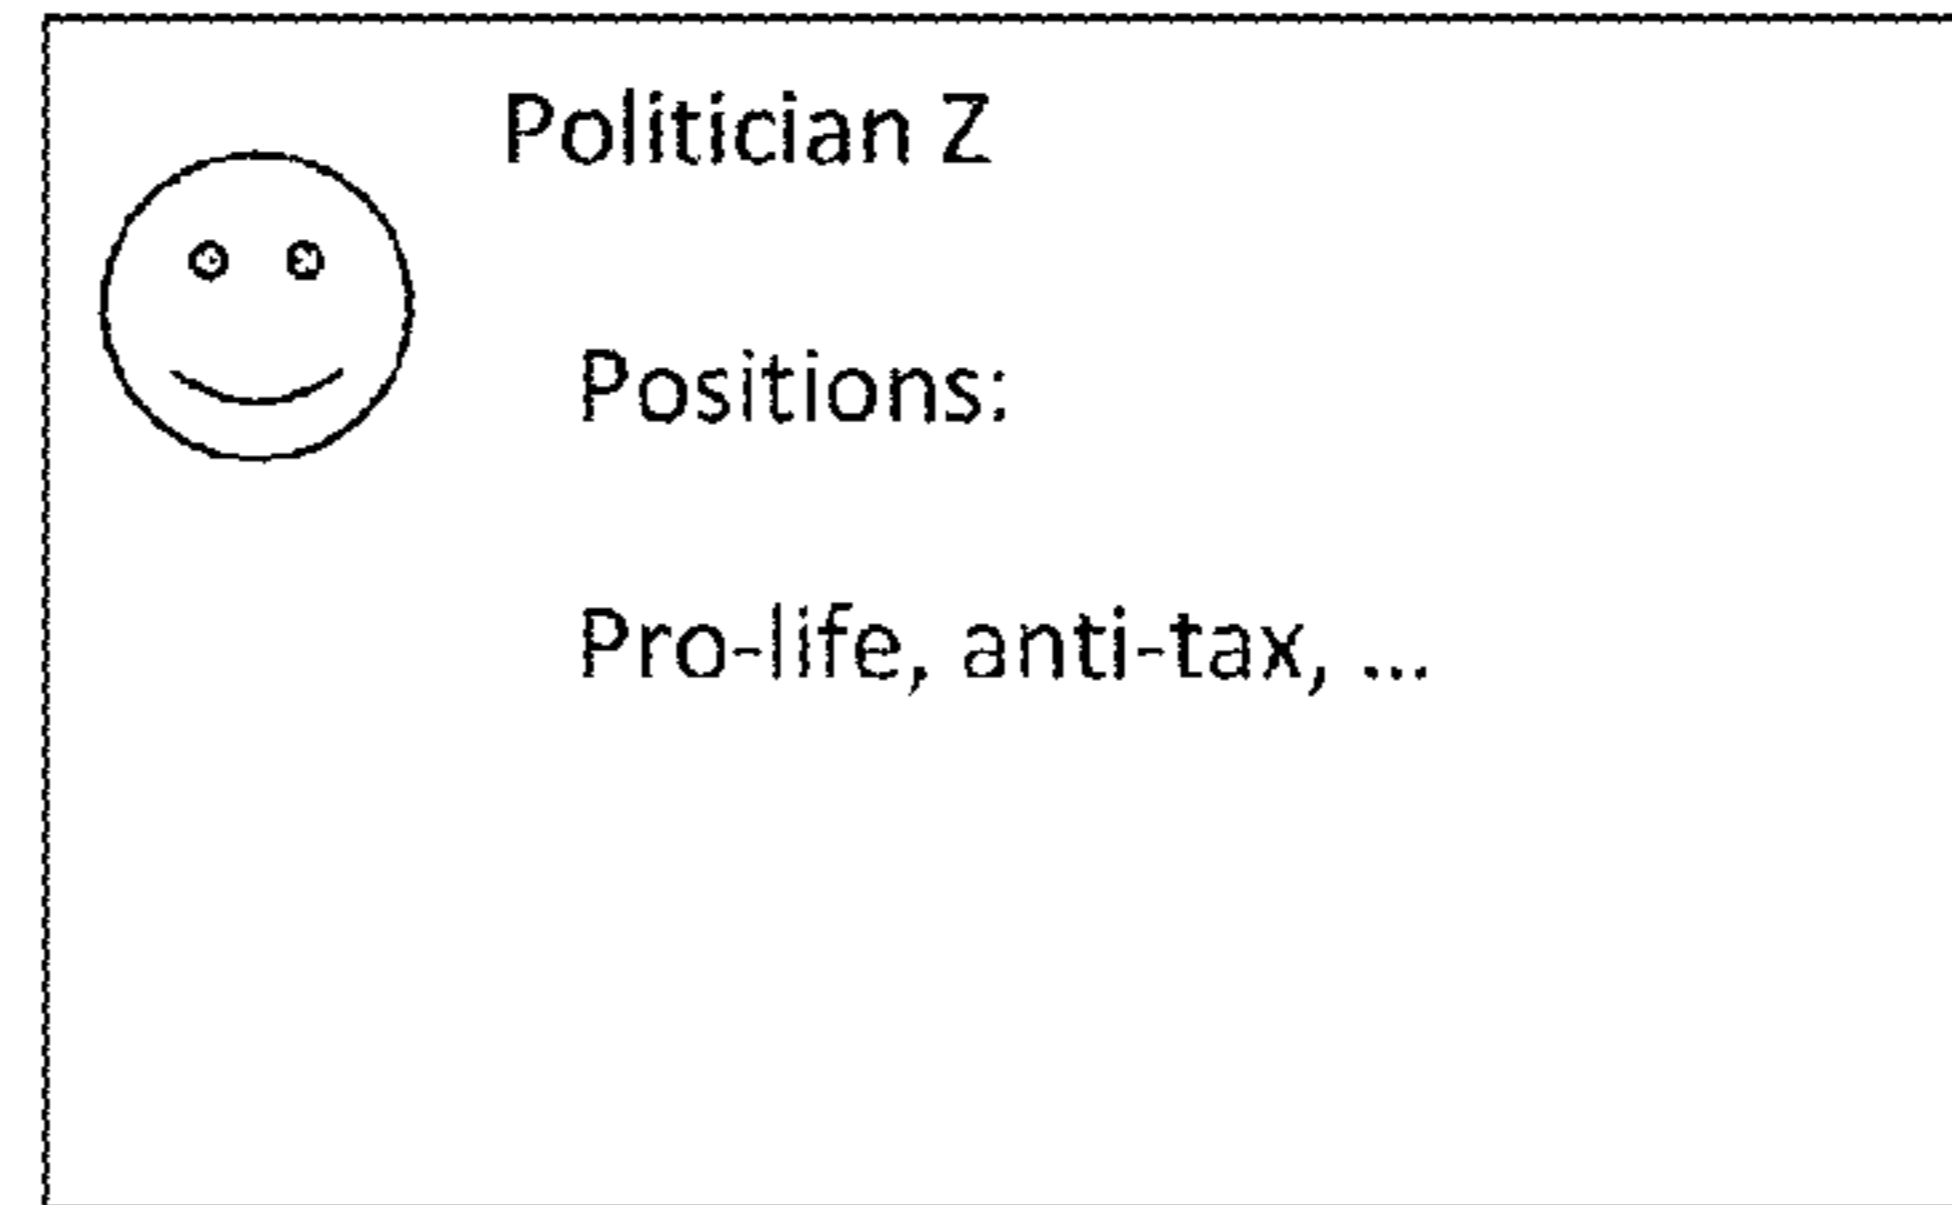 Politician Z
Positions:
Pro-life, anti-tax, ...